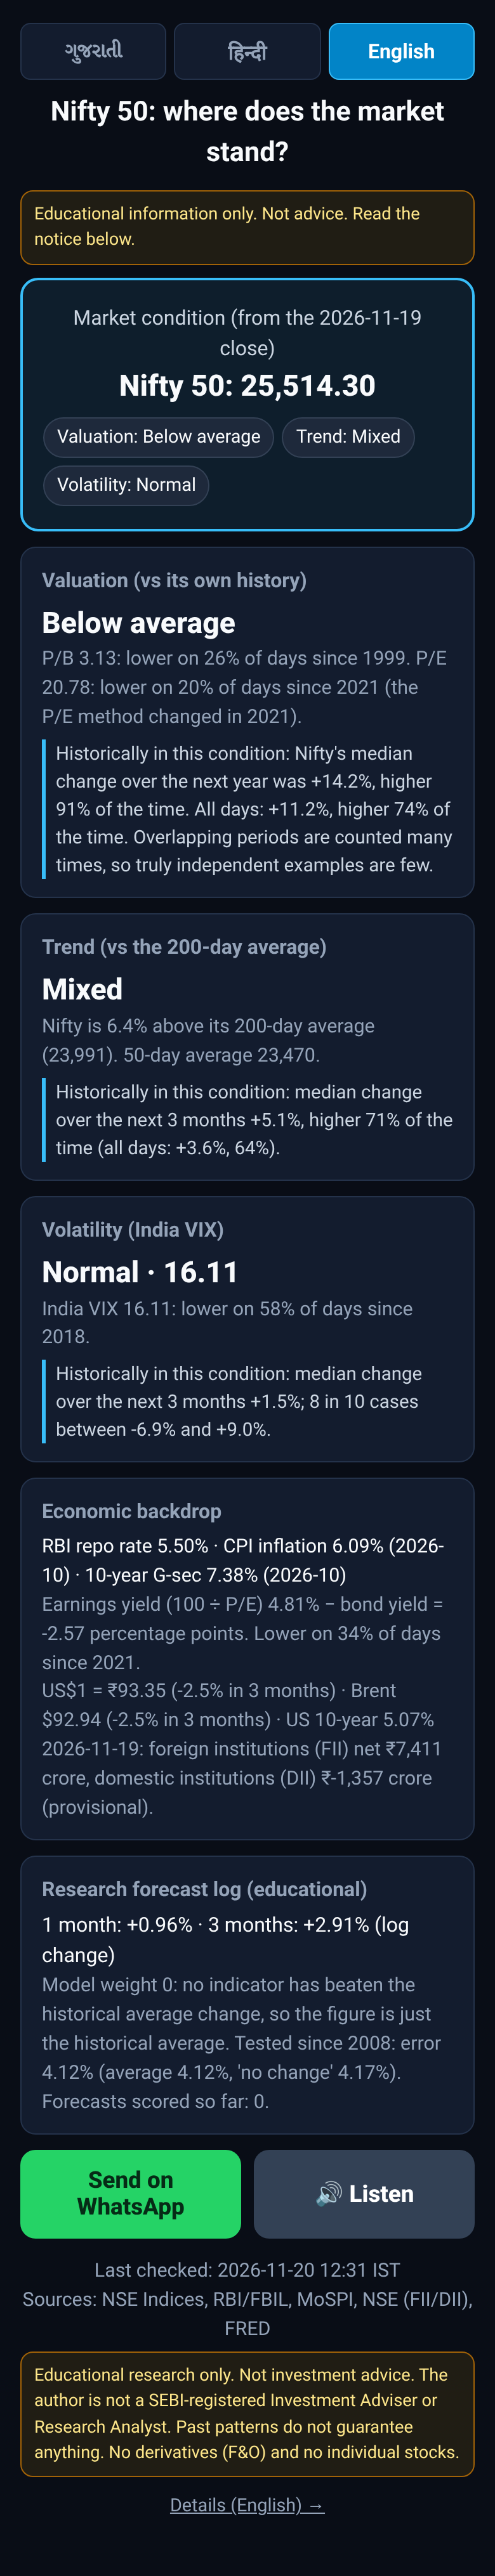 ગુજરાતી
हिन्दी
English
Nifty 50: where does the market
stand?
Educational information only. Not advice. Read the
notice below.
Market condition (from the 2026-11-19
close)
Nifty 50: 25,514.30
Valuation: Below average
Trend: Mixed
Volatility: Normal
Valuation (vs its own history)
Below average
P/B 3.13: lower on 26% of days since 1999. P/E
20.78: lower on 20% of days since 2021 (the
P/E method changed in 2021).
Historically in this condition: Nifty's median
change over the next year was +14.2%, higher
91% of the time. All days: +11.2%, higher 74% of
the time. Overlapping periods are counted many
times, so truly independent examples are few.
Trend (vs the 200-day average)
Mixed
Nifty is 6.4% above its 200-day average
(23,991). 50-day average 23,470.
Historically in this condition: median change
over the next 3 months +5.1%, higher 71% of the
time (all days: +3.6%, 64%).
Volatility (India VIX)
Normal · 16.11
India VIX 16.11: lower on 58% of days since
2018.
Historically in this condition: median change
over the next 3 months +1.5%; 8 in 10 cases
between -6.9% and +9.0%.
Economic backdrop
RBI repo rate 5.50% · CPI inflation 6.09% (2026-
10) · 10-year G-sec 7.38% (2026-10)
Earnings yield (100 ÷ P/E) 4.81% − bond yield =
-2.57 percentage points. Lower on 34% of days
since 2021.
US$1 = ₹93.35 (-2.5% in 3 months) · Brent
$92.94 (-2.5% in 3 months) · US 10-year 5.07%
2026-11-19: foreign institutions (FII) net ₹7,411
crore, domestic institutions (DII) ₹-1,357 crore
(provisional).
Research forecast log (educational)
1 month: +0.96% · 3 months: +2.91% (log
change)
Model weight 0: no indicator has beaten the
historical average change, so the figure is just
the historical average. Tested since 2008: error
4.12% (average 4.12%, 'no change' 4.17%).
Forecasts scored so far: 0.
Send on
WhatsApp
🔊 Listen
Last checked: 2026-11-20 12:31 IST
Sources: NSE Indices, RBI/FBIL, MoSPI, NSE (FII/DII),
FRED
Educational research only. Not investment advice. The
author is not a SEBI-registered Investment Adviser or
Research Analyst. Past patterns do not guarantee
anything. No derivatives (F&O) and no individual stocks.
Details (English) →